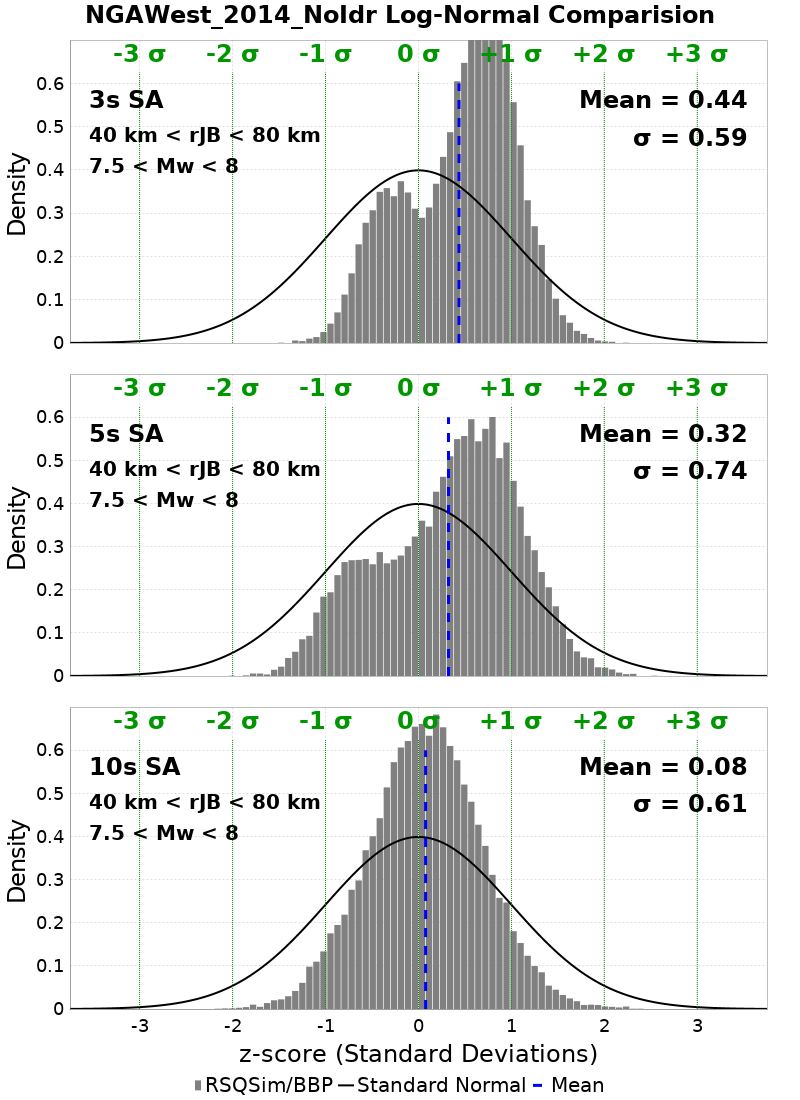 NGAWest_2014_NoIdr Log-Normal Comparision
-3 σ -2 σ -1 σ 0 σ +1 σ +2 σ +3 σ
3s SA
40 km < rJB < 80 km
7.5 < Mw < 8
Mean = 0.44
σ = 0.59
Density
0.6
0.5
0.4
0.3
0.2
0.1
0
-3 σ -2 σ -1 σ 0 σ +1 σ +2 σ +3 σ
5s SA
40 km < rJB < 80 km
7.5 < Mw < 8
Mean = 0.32
σ = 0.74
Density
0.6
0.5
0.4
0.3
0.2
0.1
0
-3 σ -2 σ -1 σ 0 σ +1 σ +2 σ +3 σ
10s SA
40 km < rJB < 80 km
7.5 < Mw < 8
Mean = 0.08
σ = 0.61
Density
0.6
0.5
0.4
0.3
0.2
0.1
0
-3 -2 -1 0 1 2 3
z-score (Standard Deviations)
RSQSim/BBP Standard Normal Mean